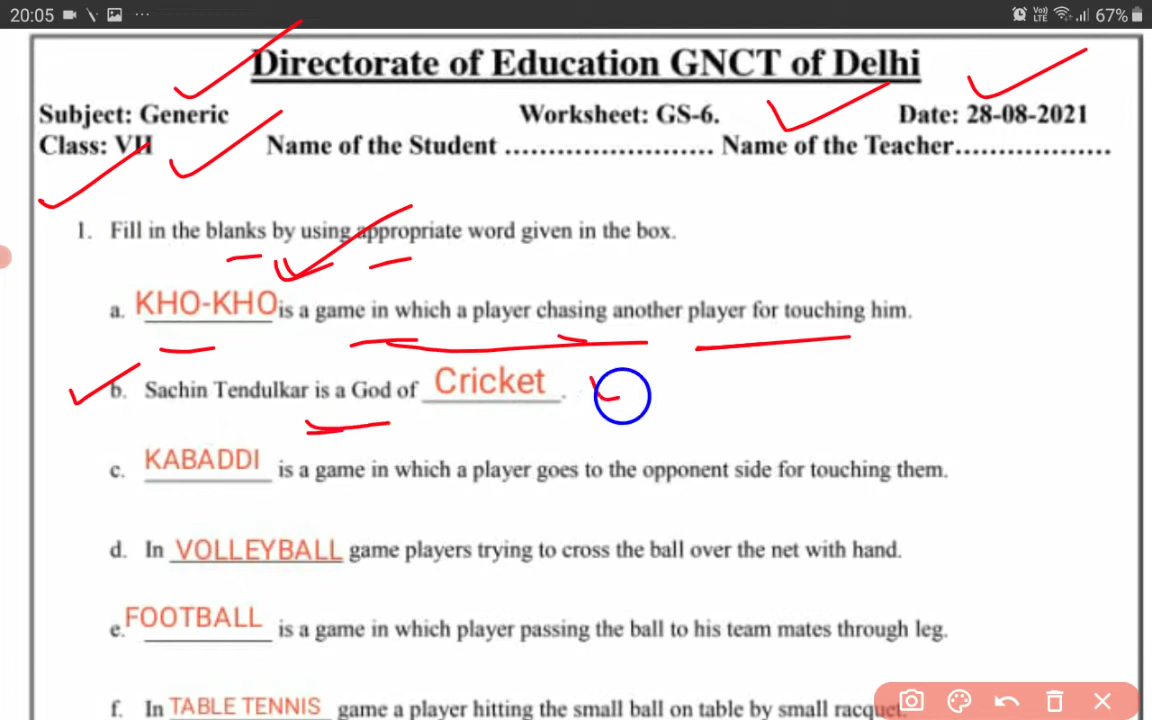 20:05 ... Vo) LTE 67%
Directorate of Education GNCT of Delhi
Subject: Generic Worksheet: GS-6. Date: 28-08-2021
Class: VII Name of the Student ........................ Name of the Teacher..................
1. Fill in the blanks by using appropriate word given in the box.
a. KHO-KHO is a game in which a player chasing another player for touching him.
b. Sachin Tendulkar is a God of Cricket.
c. KABADDI is a game in which a player goes to the opponent side for touching them.
d. In VOLLEYBALL game players trying to cross the ball over the net with hand.
e. FOOTBALL is a game in which player passing the ball to his team mates through leg.
f. In TABLE TENNIS game a player hitting the small ball on table by small racquet.